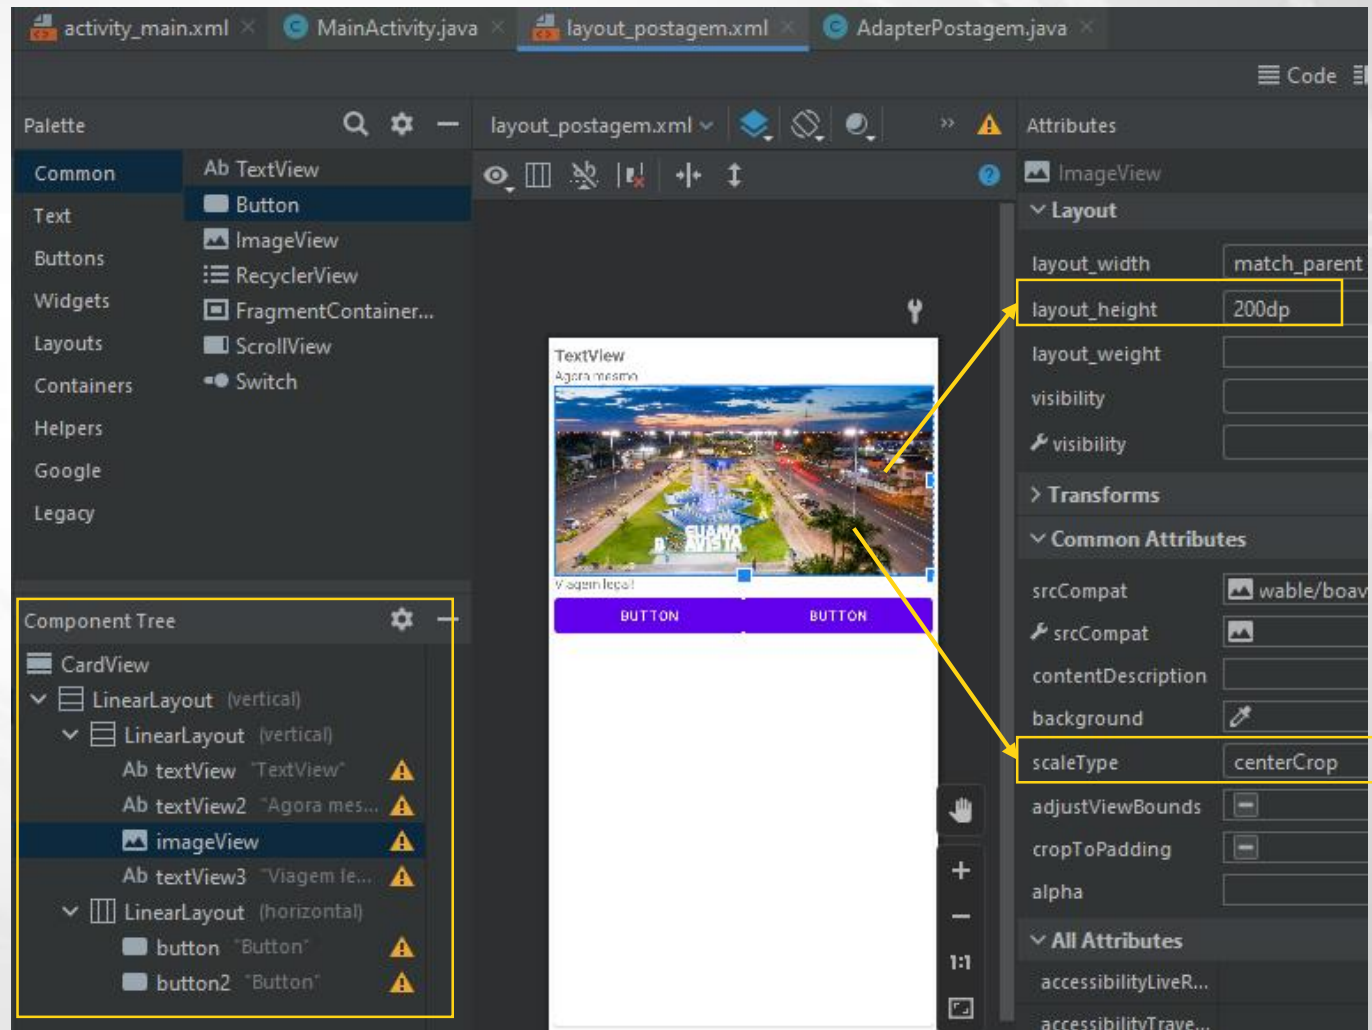 activity_main.xml MainActivity.java layout_postagem.xml AdapterPostagem.java
Code
Palette
layout_postagem.xml
Attributes
Common
Text
Buttons
Widgets
Layouts
Containers
Helpers
Google
Legacy
Ab TextView
Button
ImageView
RecyclerView
FragmentContainer...
ScrollView
Switch
ImageView
Layout
layout_width match_parent
layout_height 200dp
layout_weight
visibility
visibility
Transforms
Common Attributes
srcCompat wable/boav
srcCompat
contentDescription
background
scaleType centerCrop
adjustViewBounds
cropToPadding
alpha
All Attributes
accessibilityLiveR...
accessibilityTrave...
TextView
Agora mesmo
Viagem legal!
BUTTON BUTTON
1:1
Component Tree
CardView
LinearLayout (vertical)
LinearLayout (vertical)
Ab textView "TextView"
Ab textView2 "Agora mes...
imageView
Ab textView3 "Viagem le...
LinearLayout (horizontal)
button "Button"
button2 "Button"